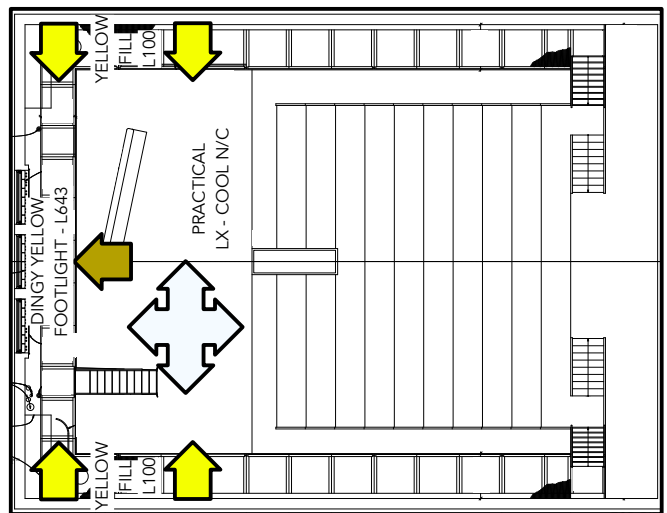 YELLOW
FILL
L100
DINGY YELLOW
FOOTLIGHT - L643
PRACTICAL
LX - COOL N/C
YELLOW
FILL
L100